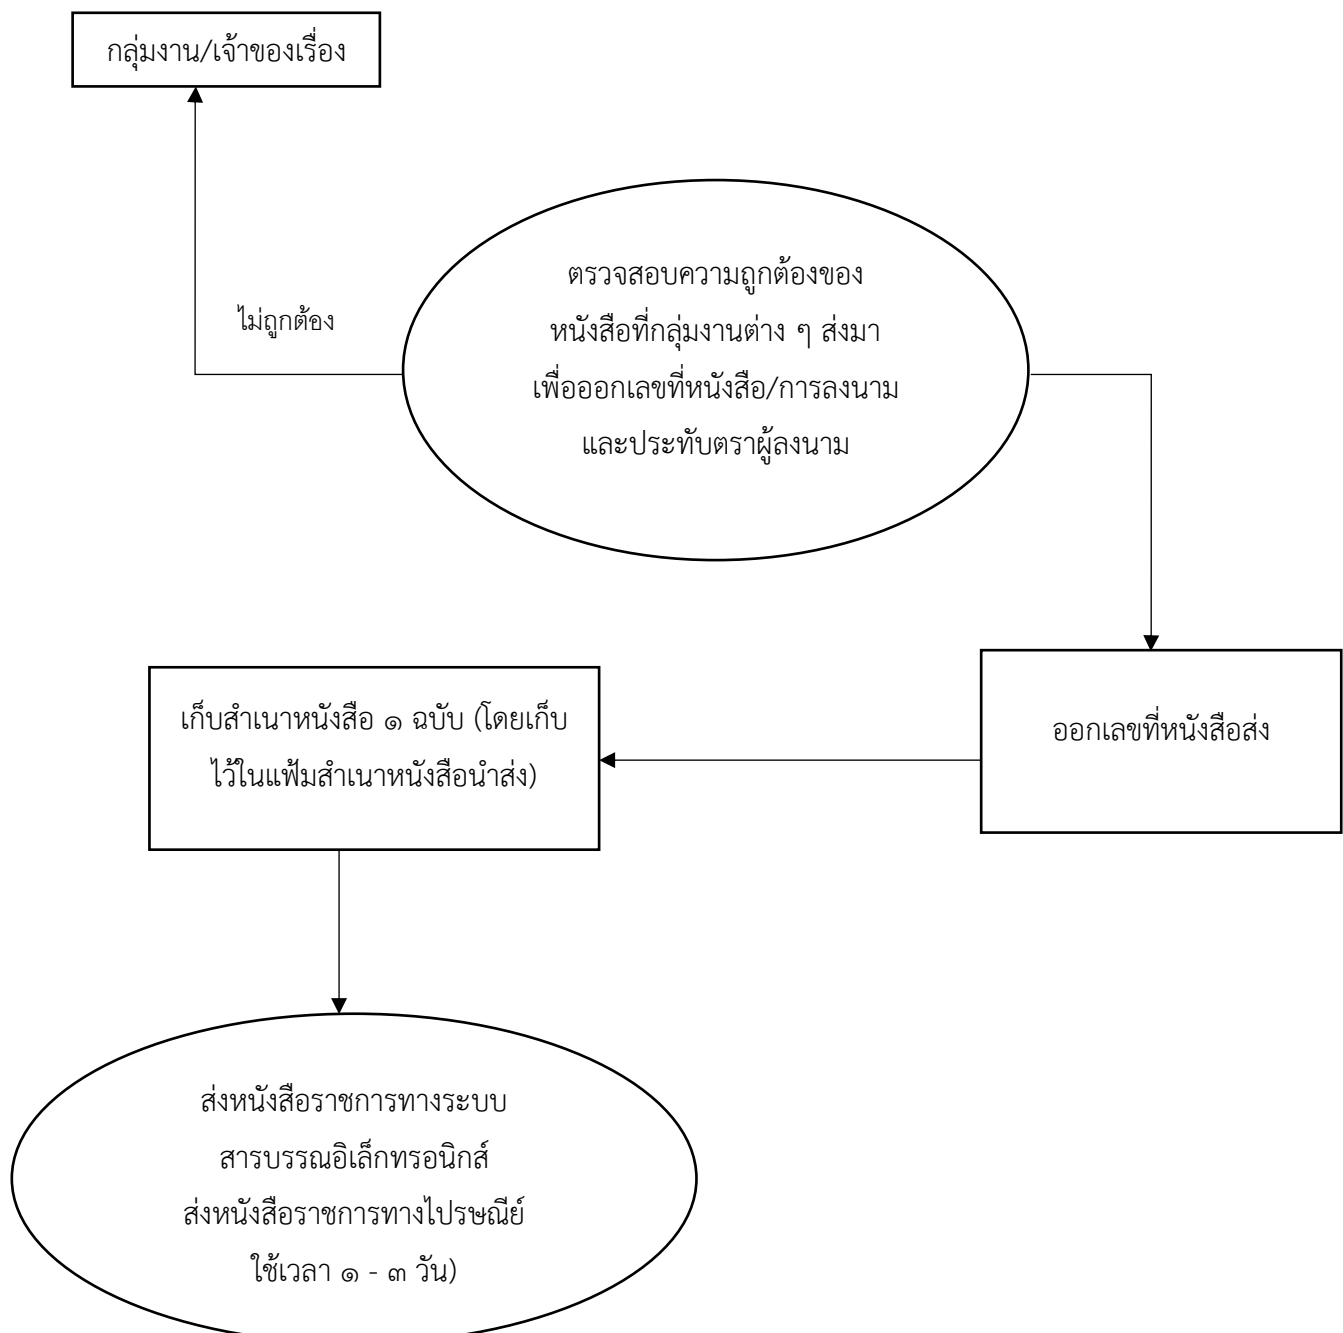 กลุ่มงาน/เจ้าของเรื่อง
ตรวจสอบความถูกต้องของ
หนังสือที่กลุ่มงานต่าง ๆ ส่งมา
เพื่อออกเลขที่หนังสือ/การลงนาม
และประทับตราผู้ลงนาม
ไม่ถูกต้อง
ออกเลขที่หนังสือส่ง
เก็บสำเนาหนังสือ ๑ ฉบับ (โดยเก็บ
ไว้ในแฟ้มสำเนาหนังสือนำส่ง)
ส่งหนังสือราชการทางระบบ
สารบรรณอิเล็กทรอนิกส์
ส่งหนังสือราชการทางไปรษณีย์
ใช้เวลา ๑ - ๓ วัน)